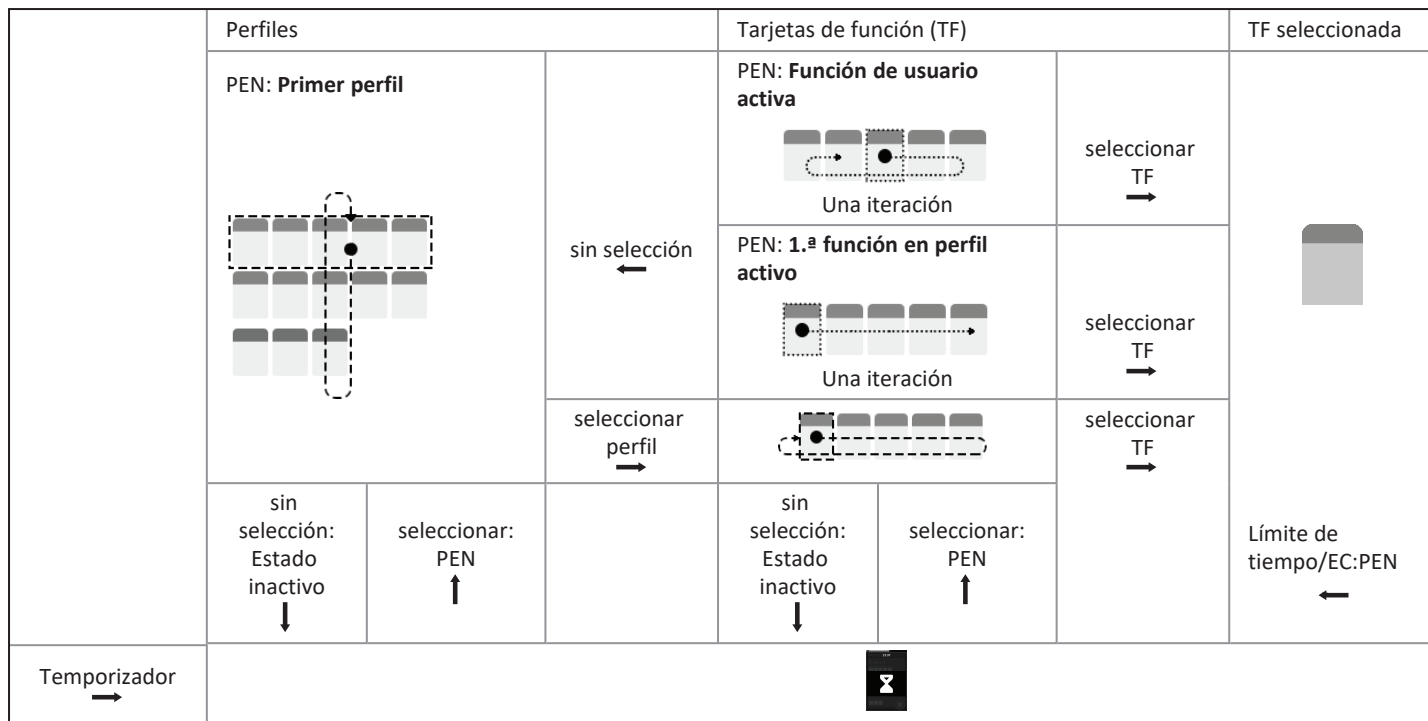 Perfiles
Tarjetas de función (TF)
TF seleccionada
PEN: Primer perfil
sin selección
PEN: Función de usuario
activa
Una iteración
seleccionar
TF
PEN: 1.ª función en perfil
activo
Una iteración
seleccionar
TF
seleccionar
perfil
seleccionar
TF
sin
selección:
Estado
inactivo
seleccionar:
PEN
sin
selección:
Estado
inactivo
seleccionar:
PEN
Límite de
tiempo/EC:PEN
Temporizador